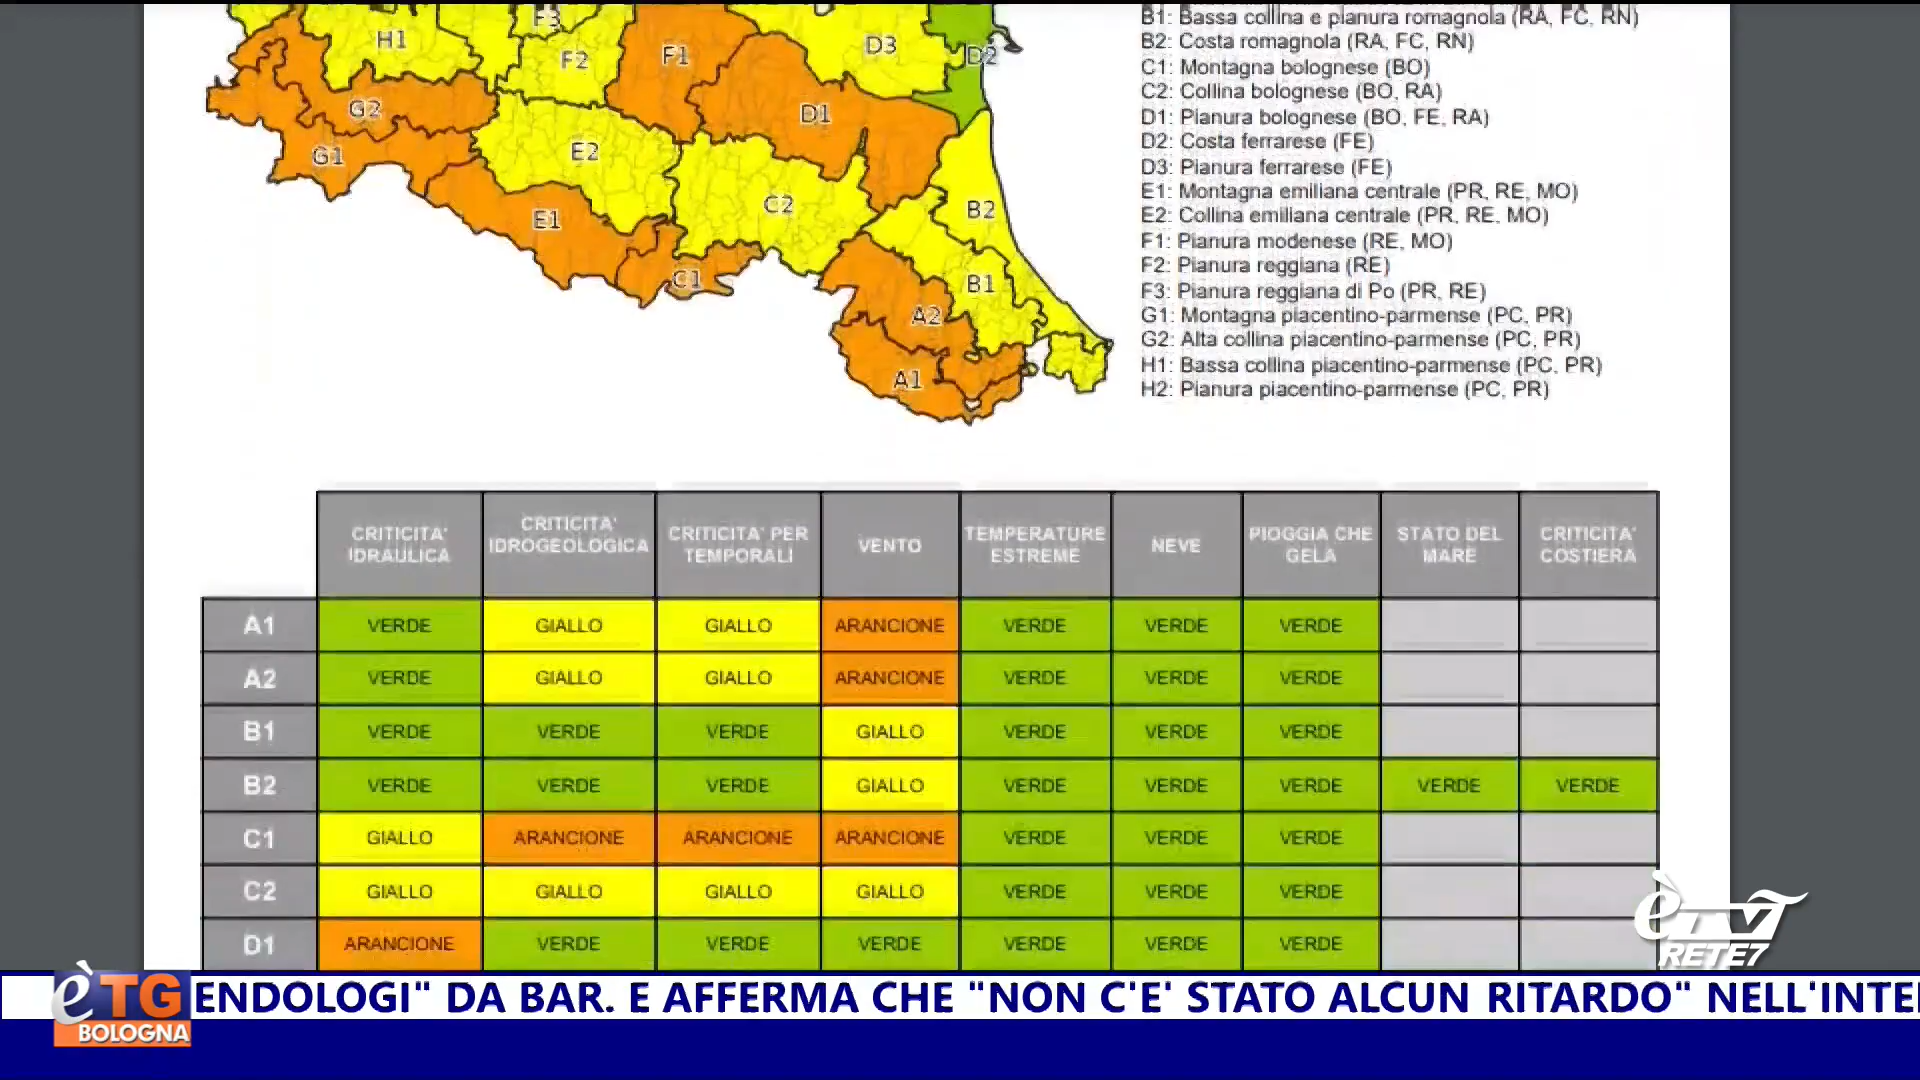 F3
H1
F2
F1
D3
D2
G2
D1
G1
E2
C2
B2
E1
C1
B1
A2
A1
B1: Bassa collina e pianura romagnola (RA, FC, RN)
B2: Costa romagnola (RA, FC, RN)
C1: Montagna bolognese (BO)
C2: Collina bolognese (BO, RA)
D1: Pianura bolognese (BO, FE, RA)
D2: Costa ferrarese (FE)
D3: Pianura ferrarese (FE)
E1: Montagna emiliana centrale (PR, RE, MO)
E2: Collina emiliana centrale (PR, RE, MO)
F1: Pianura modenese (RE, MO)
F2: Pianura reggiana (RE)
F3: Pianura reggiana di Po (PR, RE)
G1: Montagna piacentino-parmense (PC, PR)
G2: Alta collina piacentino-parmense (PC, PR)
H1: Bassa collina piacentino-parmense (PC, PR)
H2: Pianura piacentino-parmense (PC, PR)
CRITICITA' IDRAULICA CRITICITA' IDROGEOLOGICA CRITICITA' PER TEMPORALI VENTO TEMPERATURE ESTREME NEVE PIOGGIA CHE GELA STATO DEL MARE CRITICITA' COSTIERA
A1 VERDE GIALLO GIALLO ARANCIONE VERDE VERDE VERDE
A2 VERDE GIALLO GIALLO ARANCIONE VERDE VERDE VERDE
B1 VERDE VERDE VERDE GIALLO VERDE VERDE VERDE
B2 VERDE VERDE VERDE GIALLO VERDE VERDE VERDE VERDE VERDE
C1 GIALLO ARANCIONE ARANCIONE ARANCIONE VERDE VERDE VERDE
C2 GIALLO GIALLO GIALLO GIALLO VERDE VERDE VERDE
D1 ARANCIONE VERDE VERDE VERDE VERDE VERDE VERDE
èTV
RETE7
èTG
BOLOGNA
ENDOLOGI" DA BAR. E AFFERMA CHE "NON C'E' STATO ALCUN RITARDO" NELL'INTE